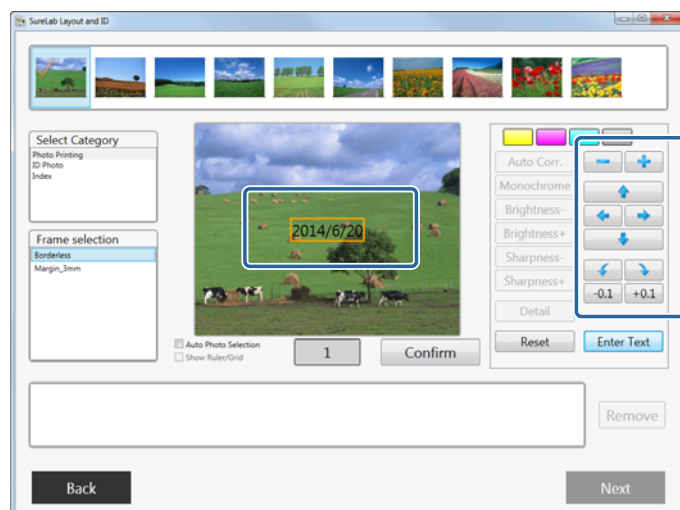 SureLab Layout and ID
Select Category
Photo Printing
ID Photo
Index
Frame selection
Borderless
Margin_3mm
2014/6/20
Auto Photo Selection
Show Ruler/Grid
1
Confirm
Auto Corr.
Monochrome
Brightness-
Brightness+
Sharpness-
Sharpness+
Detail
-0.1 +0.1
Reset
Enter Text
Remove
Back
Next